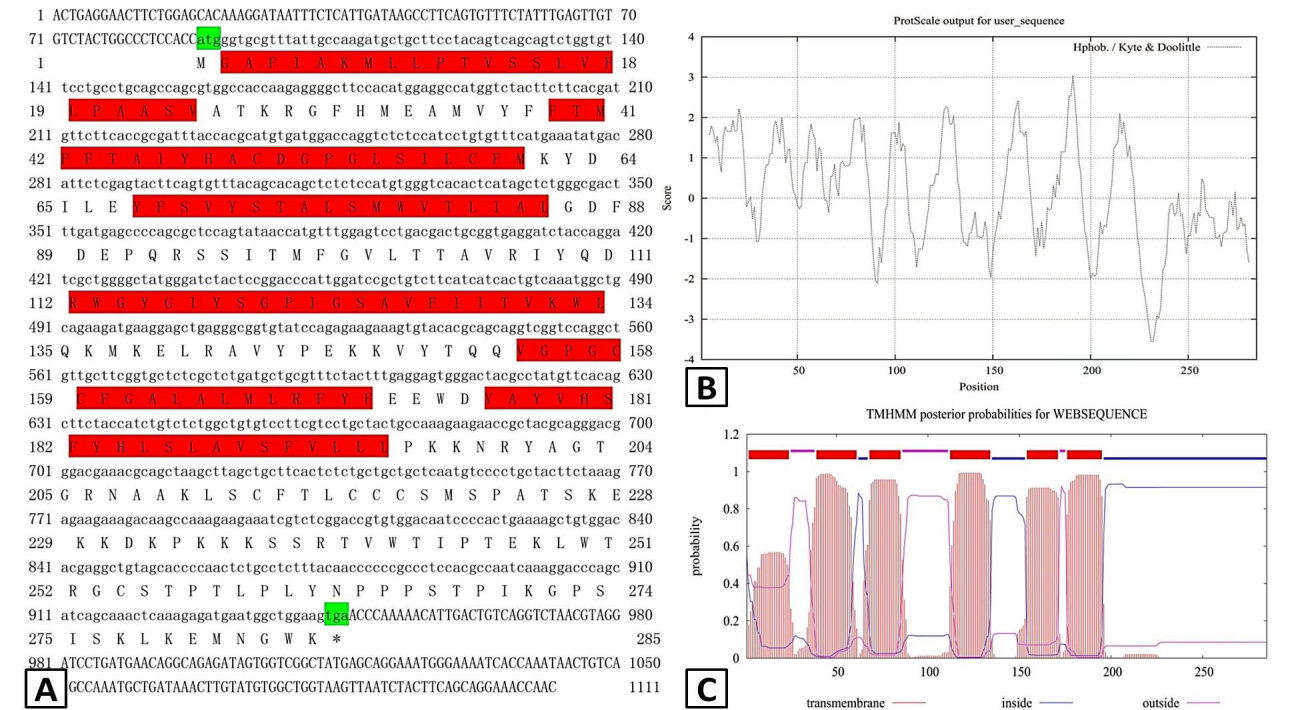 1 ACTGAGGAACTTCTGGAGCACAAAGGATAATTTCTCATTGATAAGCCTTCAGTGTTTCTATTTGAGTTGT 70
71 GTCTACTGGCCCTCCACCatgggtgcgtttattgccaagatgctgcttcctacagtcagcagtctggtgt 140
1 M G A F I A K M L L P T V S S L V F 18
141 tcctgcctgcagccagcgtggccaccaagaggggcttccacatggaggccatggtctacttcttcacgat 210
19 L P A A S V A T K R G F H M E A M V Y F F T M 41
211 gttcttcaccgcgatttaccacgcatgtgatggaccaggtctctccatcctgtgtttcatgaaatatgac 280
42 F F T A I Y H A C D G P G L S I L C F M K Y D 64
281 attctcgagtacttcagtgtttacagcacagctctctccatgtgggtcacactcatagctctgggcgact 350
65 I L E Y F S V Y S T A L S M W V T L I A L G D F 88
351 ttgatgagccccagcgctccagtataaccatgtttggagtcctgacgactgcggtgaggatctaccagga 420
89 D E P Q R S S I T M F G V L T T A V R I Y Q D 111
421 tcgctggggctatgggatctactccggacccattggatccgctgtcttcatcatcactgtcaaatggctg 490
112 R W G Y G I Y S G P I G S A V F I I T V K W L 134
491 cagaagatgaaggagctgagggcggtgtatccagagaagaaagtgtacacgcagcaggtcggtccaggct 560
135 Q K M K E L R A V Y P E K K V Y T Q Q V G P G C 158
561 gttgcttcggtgctctcgctctgatgctgcgtttctactttgaggagtgggactacgcctatgttcacag 630
159 C F G A L A L M L R F Y F E E W D Y A Y V H S 181
631 cttctaccatctgtctctggctgtgtccttcgtcctgctactgccaaagaagaaccgctacgcagggacg 700
182 F Y H L S L A V S F V L L L P K K N R Y A G T 204
701 ggacgaaacgcagctaagcttagctgcttcactctctgctgctgctcaatgtcccctgctacttctaaag 770
205 G R N A A K L S C F T L C C C S M S P A T S K E 228
771 agaagaaagacaagccaaagaagaaatcgtctcggaccgtgtggacaatccccactgaaaagctgtggac 840
229 K K D K P K K K S S R T V W T I P T E K L W T 251
841 acgaggctgtagcaccccaactctgcctctttacaacccccccgccctccacgccaatcaaaggacccagc 910
252 R G C S T P T L P L Y N P P P S T P I K G P S 274
911 atcagcaaactcaaagagatgaatggctggaagtgaACCCAAAAACATTGACTGTCAGGTCTAACGTAGG 980
275 I S K L K E M N G W K * 285
981 ATCCTGATGAACAGGCAGAGATAGTGGTCGGCTATGAGCAGGAAATGGGAAAATCACCAAATAACTGTCA 1050
GCCAAATGCTGATAAACTTGTATGTGGCTGGTAAGTTAATCTACTTCAGCAGGAAACCAAC 1111
A
ProtScale output for user_sequence
Hphob. / Kyte & Doolittle
4
3
2
1
0
-1
-2
-3
-4
Score
50 100 150 200 250
Position
B
TMHMM posterior probabilities for WEBSEQUENCE
1.2
1
0.8
0.6
0.4
0.2
0
probability
50 100 150 200 250
transmembrane inside outside
C